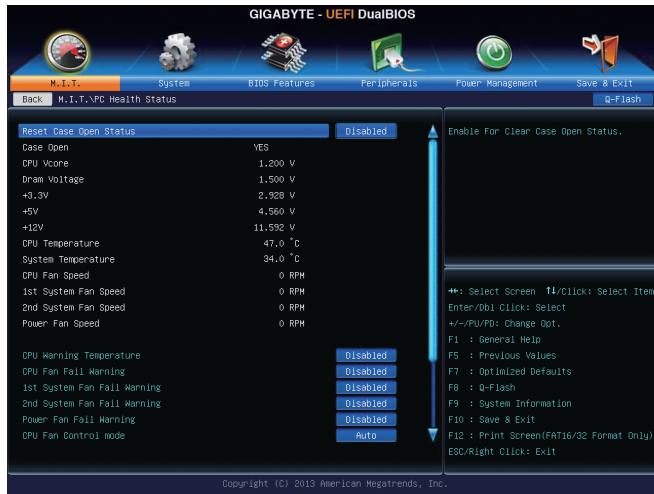 GIGABYTE - UEFI DualBIOS
M.I.T. System BIOS Features Peripherals Power Management Save & Exit
Back M.I.T.\PC Health Status Q-Flash
Reset Case Open Status Disabled
Case Open YES
CPU Vcore 1.200 V
Dram Voltage 1.500 V
+3.3V 2.928 V
+5V 4.560 V
+12V 11.592 V
CPU Temperature 47.0 °C
System Temperature 34.0 °C
CPU Fan Speed 0 RPM
1st System Fan Speed 0 RPM
2nd System Fan Speed 0 RPM
Power Fan Speed 0 RPM
CPU Warning Temperature Disabled
CPU Fan Fail Warning Disabled
1st System Fan Fail Warning Disabled
2nd System Fan Fail Warning Disabled
Power Fan Fail Warning Disabled
CPU Fan Control mode Auto
Enable For Clear Case Open Status.
→←: Select Screen ↑↓/Click: Select Item
Enter/Dbl Click: Select
+/-/PU/PD: Change Opt.
F1 : General Help
F5 : Previous Values
F7 : Optimized Defaults
F8 : Q-Flash
F9 : System Information
F10 : Save & Exit
F12 : Print Screen(FAT16/32 Format Only)
ESC/Right Click: Exit
Copyright (C) 2013 American Megatrends, Inc.